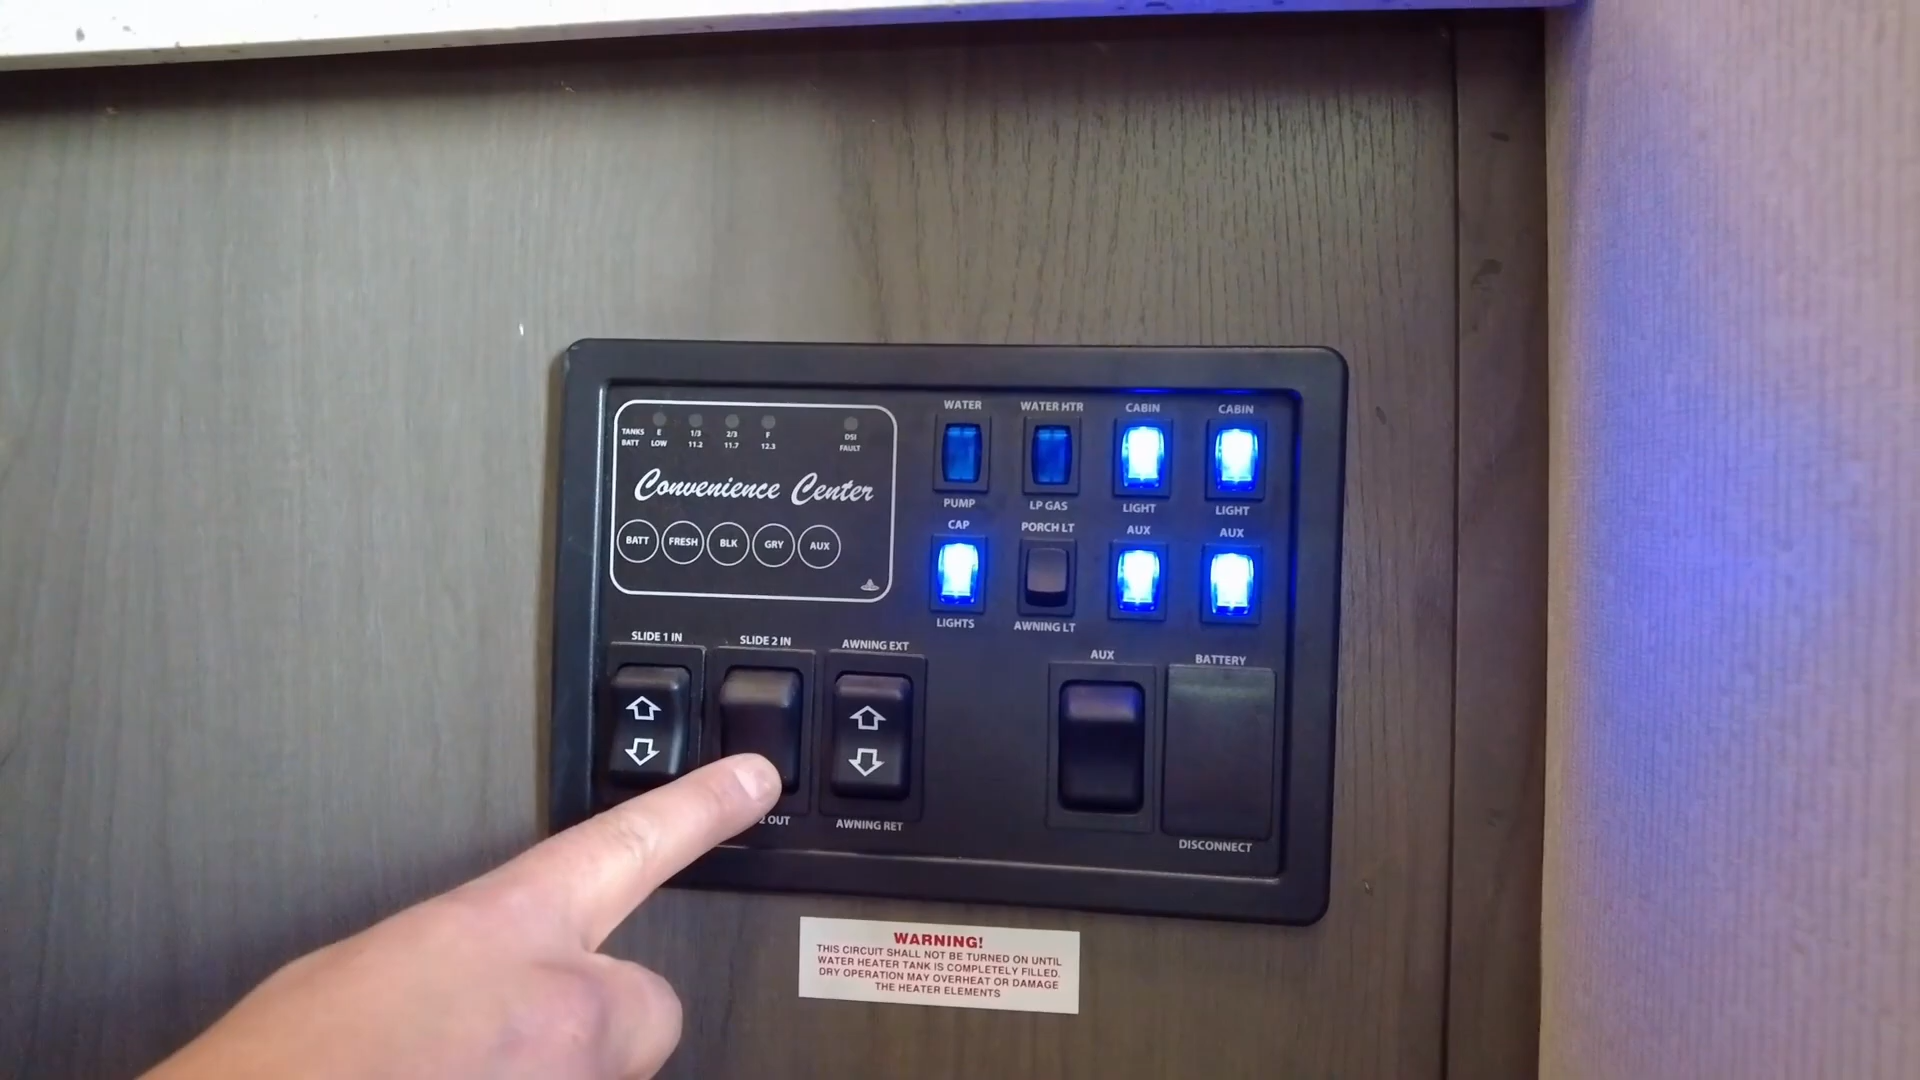 TANKS E 1/3 2/3 F DSI
BATT LOW 11.2 11.7 12.3 FAULT
Convenience Center
BATT FRESH BLK GRY AUX
WATER WATER HTR CABIN CABIN
PUMP LP GAS LIGHT LIGHT
CAP PORCH LT AUX AUX
LIGHTS AWNING LT
SLIDE 1 IN SLIDE 2 IN AWNING EXT AUX BATTERY
2 OUT AWNING RET DISCONNECT
WARNING!
THIS CIRCUIT SHALL NOT BE TURNED ON UNTIL
WATER HEATER TANK IS COMPLETELY FILLED.
DRY OPERATION MAY OVERHEAT OR DAMAGE
THE HEATER ELEMENTS